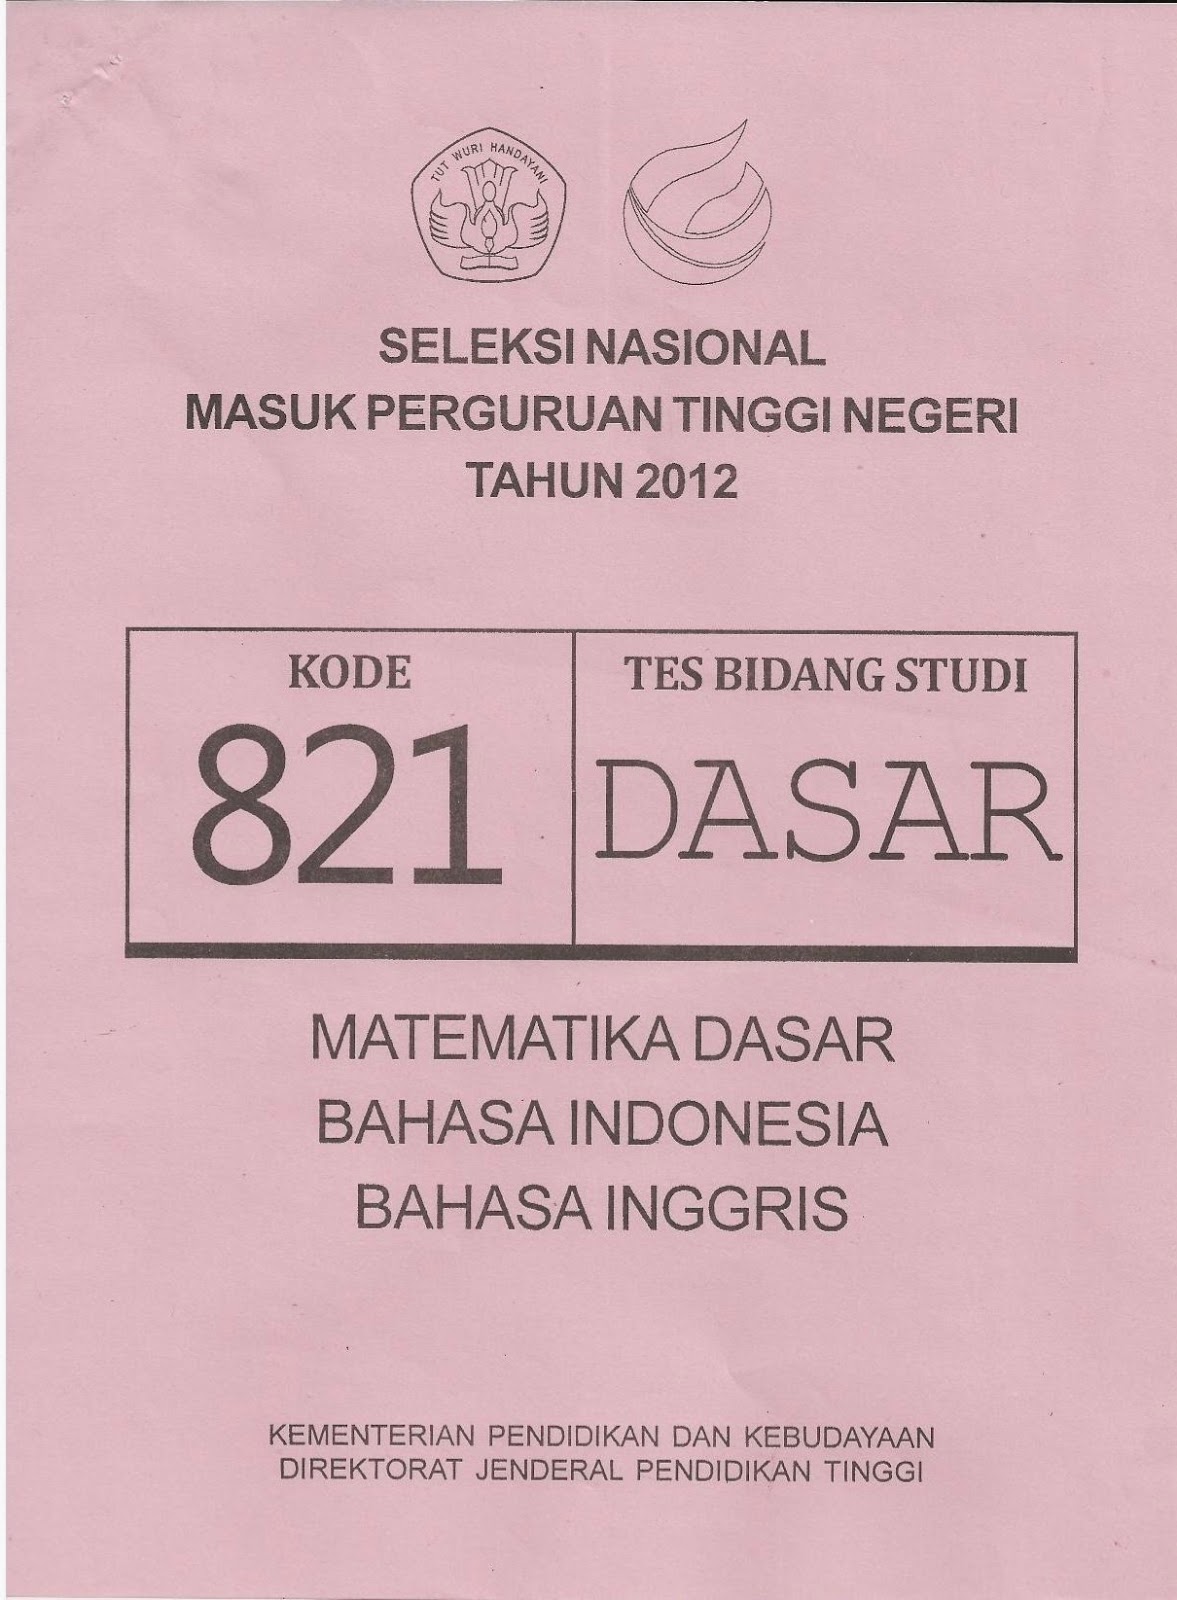 TUT WURI HANDAYANI
SELEKSI NASIONAL
MASUK PERGURUAN TINGGI NEGERI
TAHUN 2012
KODE
821
TES BIDANG STUDI
DASAR
MATEMATIKA DASAR
BAHASA INDONESIA
BAHASA INGGRIS
KEMENTERIAN PENDIDIKAN DAN KEBUDAYAAN
DIREKTORAT JENDERAL PENDIDIKAN TINGGI